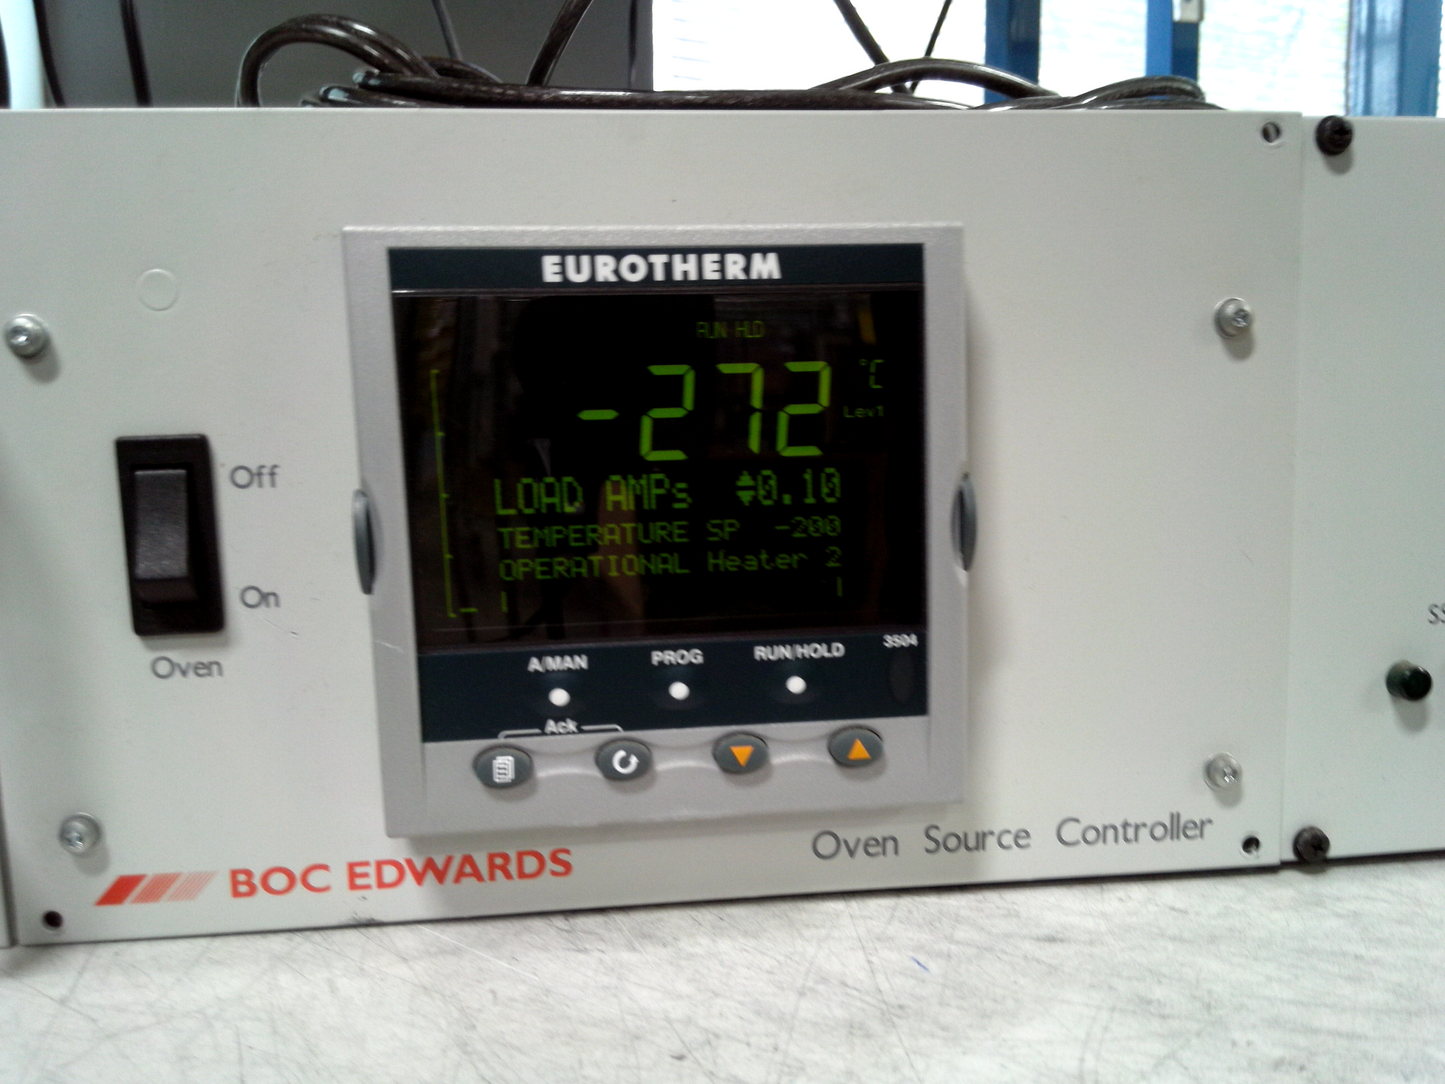 EUROTHERM
RUN HLD
-272 °C
Lev1
LOAD AMPs 0.10
TEMPERATURE SP -200
OPERATIONAL Heater 2
A/MAN PROG RUN/HOLD 3504
Ack
Off
On
Oven
BOC EDWARDS
Oven Source Controller